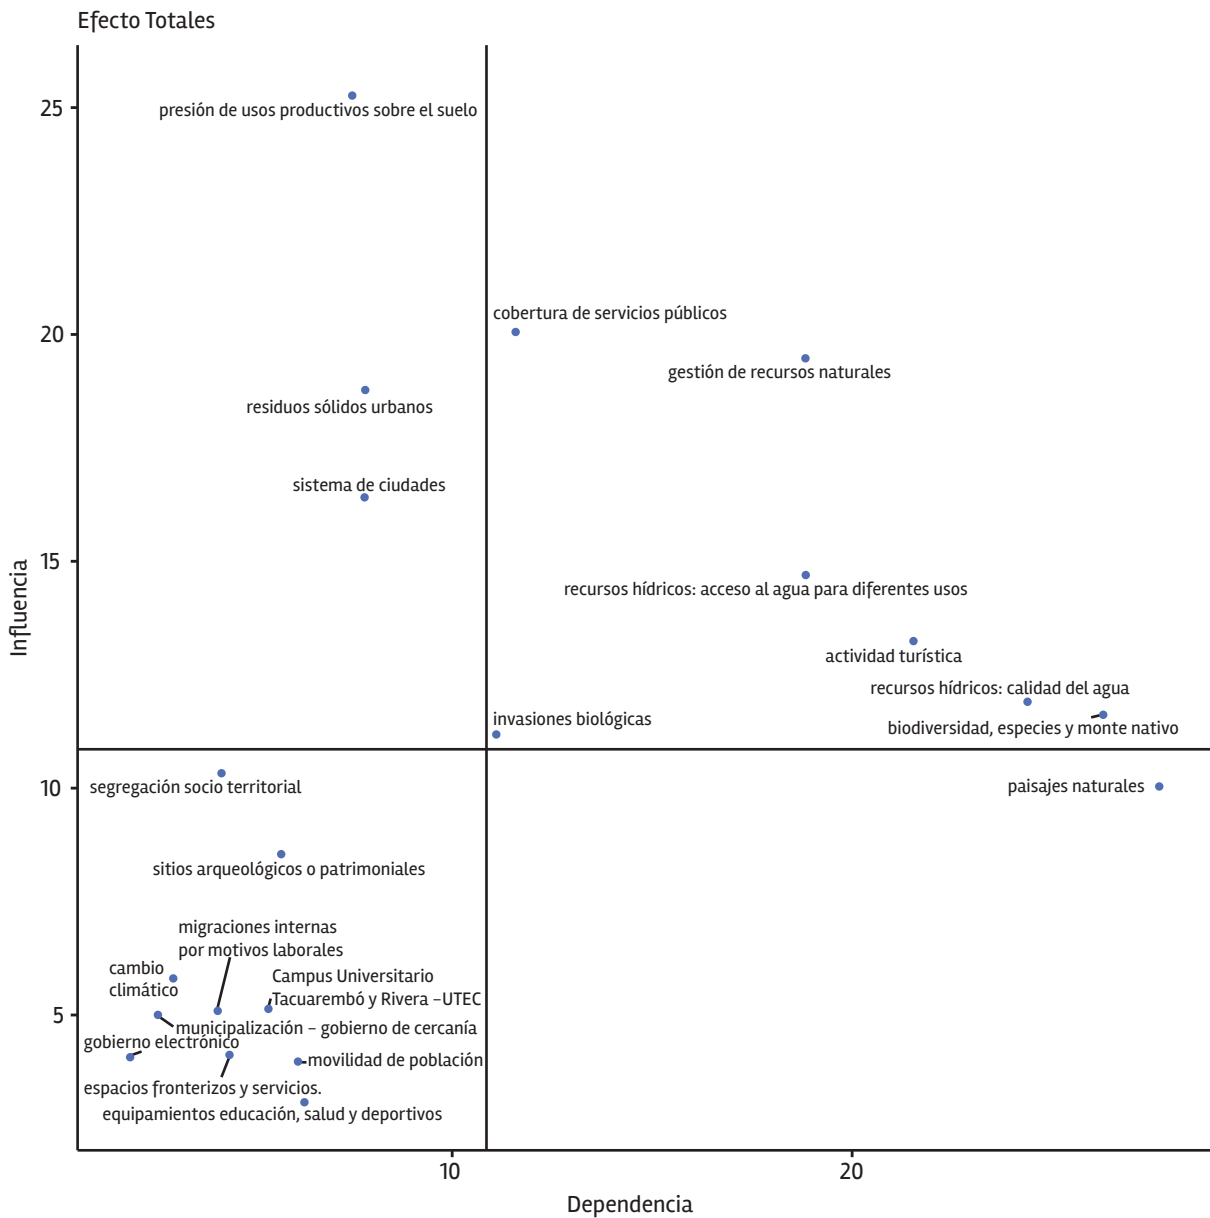 Efecto Totales
25
presión de usos productivos sobre el suelo
cobertura de servicios públicos
20
gestión de recursos naturales
residuos sólidos urbanos
sistema de ciudades
15
Influencia
recursos hídricos: acceso al agua para diferentes usos
actividad turística
recursos hídricos: calidad del agua
invasiones biológicas
biodiversidad, especies y monte nativo
10
segregación socio territorial
paisajes naturales
sitios arqueológicos o patrimoniales
migraciones internas
por motivos laborales
cambio
climático
Campus Universitario
Tacuarembó y Rivera –UTEC
5
municipalización – gobierno de cercanía
gobierno electrónico
movilidad de población
espacios fronterizos y servicios.
equipamientos educación, salud y deportivos
10
20
Dependencia